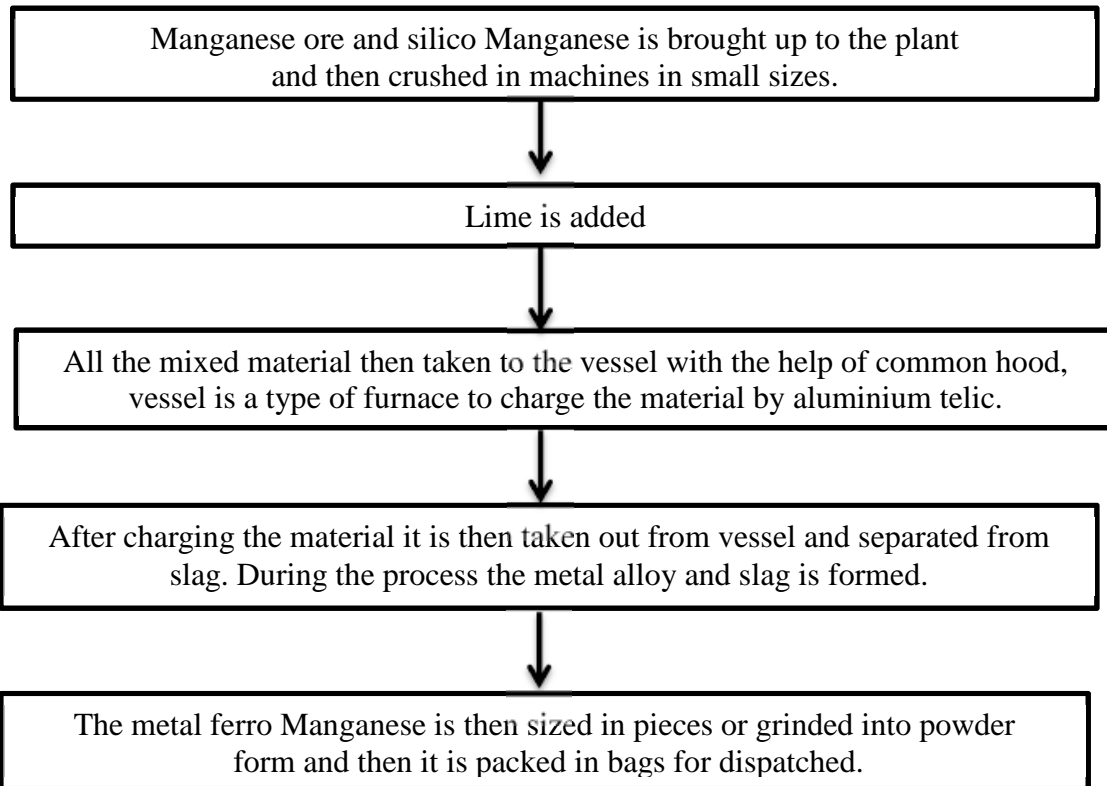 Manganese ore and silico Manganese is brought up to the plant
and then crushed in machines in small sizes.
Lime is added
All the mixed material then taken to the vessel with the help of common hood,
vessel is a type of furnace to charge the material by aluminium telic.
After charging the material it is then taken out from vessel and separated from
slag. During the process the metal alloy and slag is formed.
The metal ferro Manganese is then sized in pieces or grinded into powder
form and then it is packed in bags for dispatched.